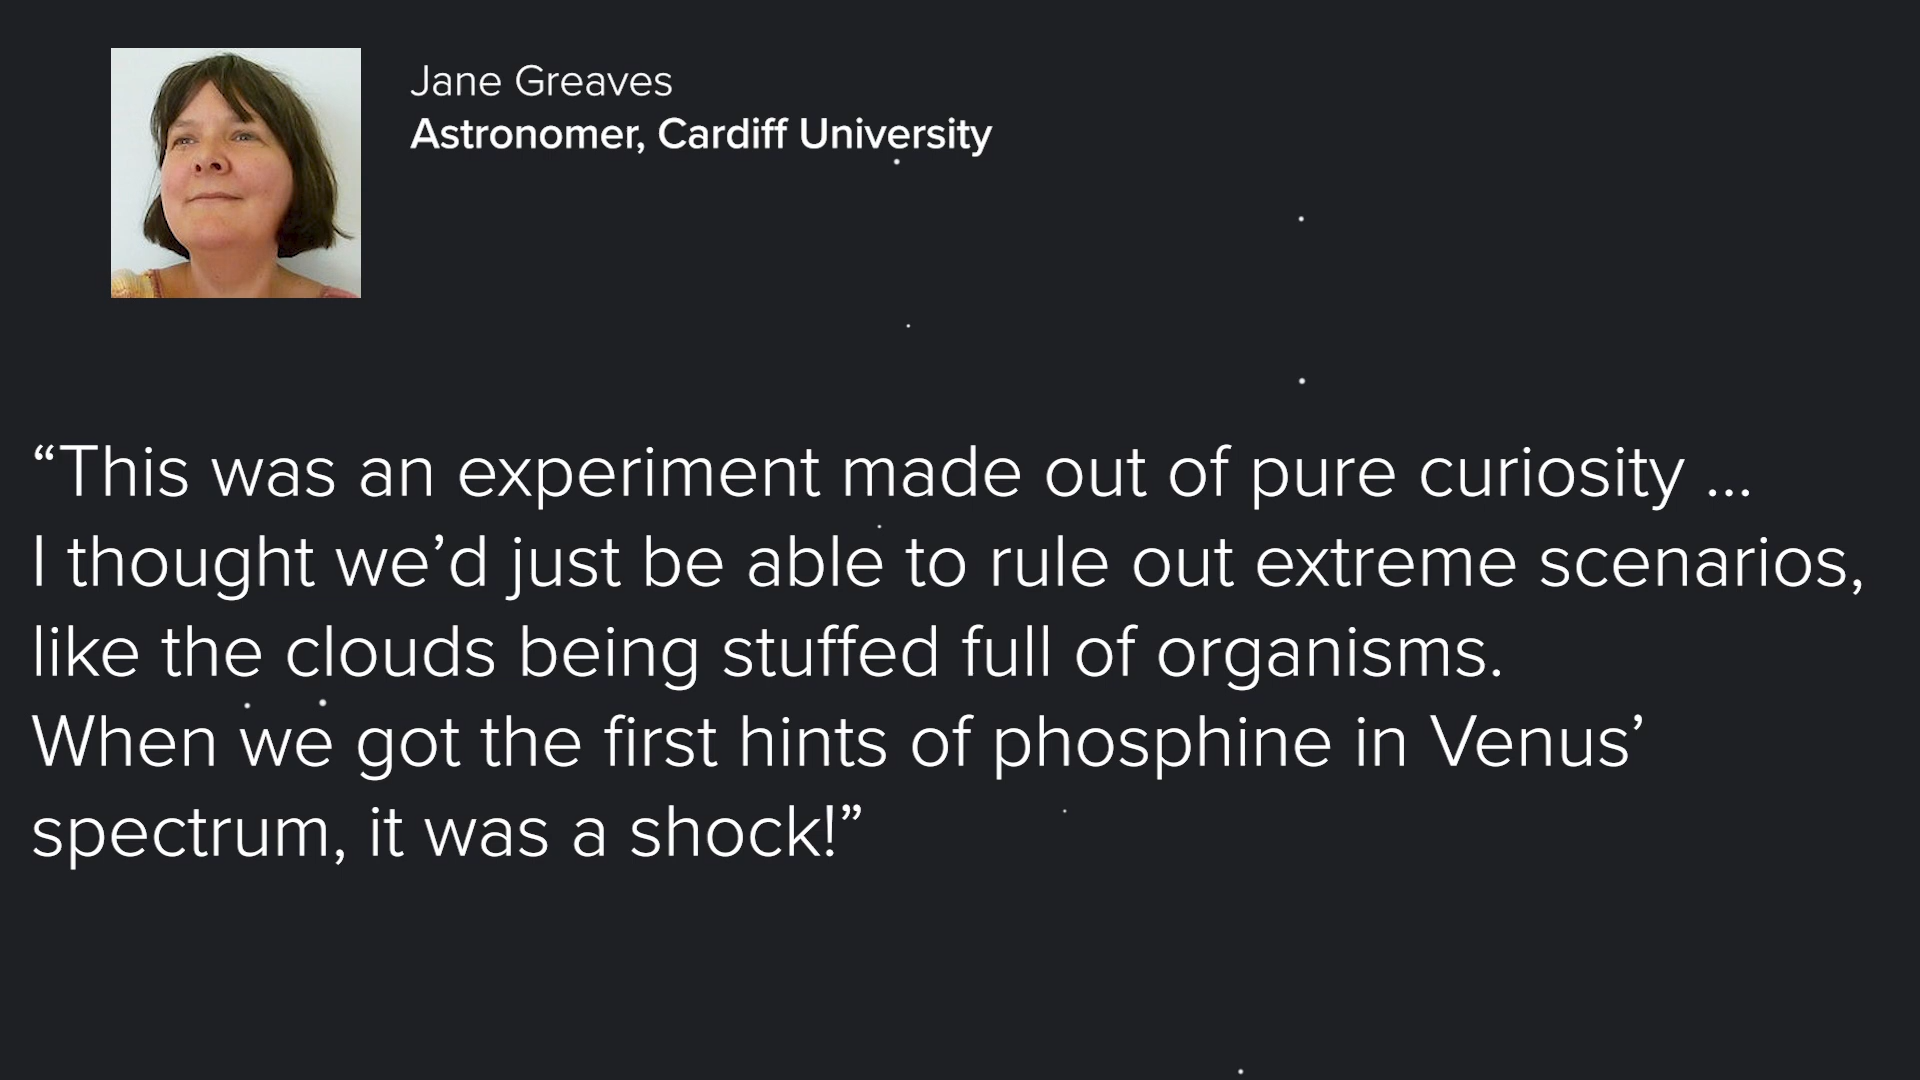 Jane Greaves
Astronomer, Cardiff University
“This was an experiment made out of pure curiosity ...
I thought we’d just be able to rule out extreme scenarios,
like the clouds being stuffed full of organisms.
When we got the first hints of phosphine in Venus’
spectrum, it was a shock!”